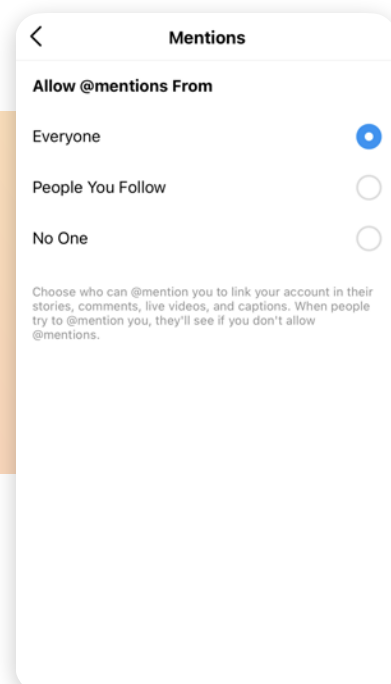 Mentions
Allow @mentions From
Everyone
People You Follow
No One
Choose who can @mention you to link your account in their
stories, comments, live videos, and captions. When people
try to @mention you, they'll see if you don't allow
@mentions.